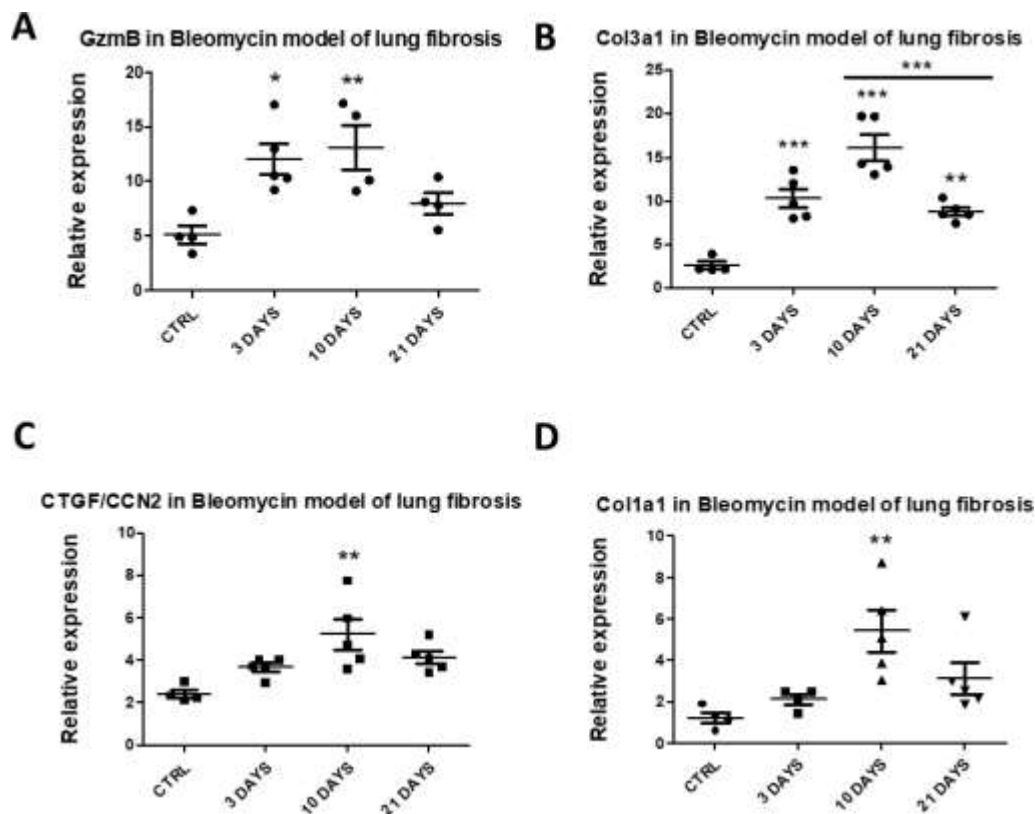 A
GzmB in Bleomycin model of lung fibrosis
Relative expression
20
15
10
5
0
*
**
CTRL
3 DAYS
10 DAYS
21 DAYS
B
Col3a1 in Bleomycin model of lung fibrosis
Relative expression
25
20
15
10
5
0
***
***
***
**
CTRL
3 DAYS
10 DAYS
21 DAYS
C
CTGF/CCN2 in Bleomycin model of lung fibrosis
Relative expression
10
8
6
4
2
0
**
CTRL
3 DAYS
10 DAYS
21 DAYS
D
Col1a1 in Bleomycin model of lung fibrosis
Relative expression
10
8
6
4
2
0
**
CTRL
3 DAYS
10 DAYS
21 DAYS